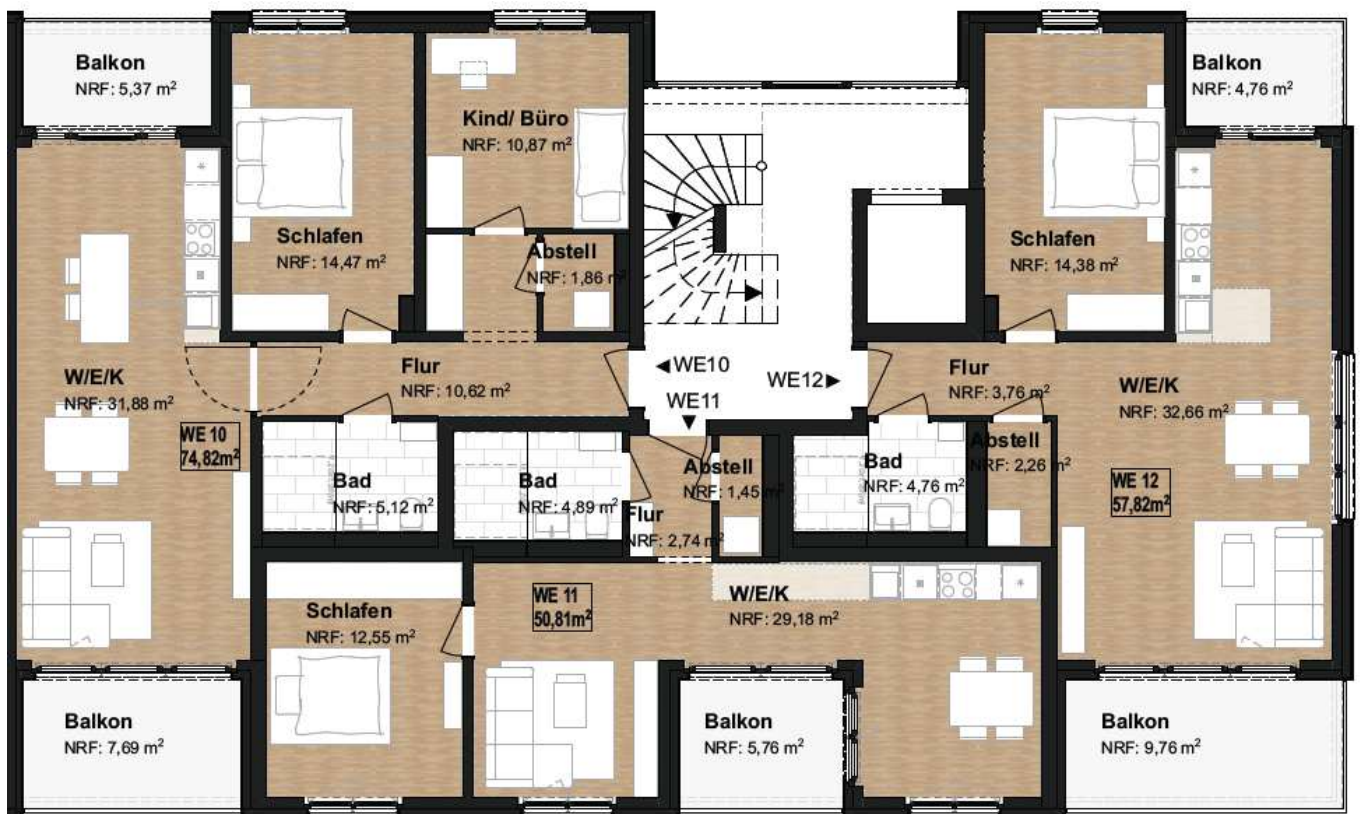 Balkon
NRF: 5,37 m²
Kind/ Büro
NRF: 10,87 m²
Balkon
NRF: 4,76 m²
Schlafen
NRF: 14,47 m²
Abstell
NRF: 1,86 m²
Schlafen
NRF: 14,38 m²
W/E/K
NRF: 31,88 m²
Flur
NRF: 10,62 m²
WE10
WE12
WE11
Flur
NRF: 3,76 m²
W/E/K
NRF: 32,66 m²
WE 10
74,82m²
Bad
NRF: 5,12 m²
Bad
NRF: 4,89 m²
Flur
NRF: 2,74 m²
Abstell
NRF: 1,45 m²
Bad
NRF: 4,76 m²
Abstell
NRF: 2,26 m²
WE 12
57,82m²
Schlafen
NRF: 12,55 m²
WE 11
50,81m²
W/E/K
NRF: 29,18 m²
Balkon
NRF: 7,69 m²
Balkon
NRF: 5,76 m²
Balkon
NRF: 9,76 m²